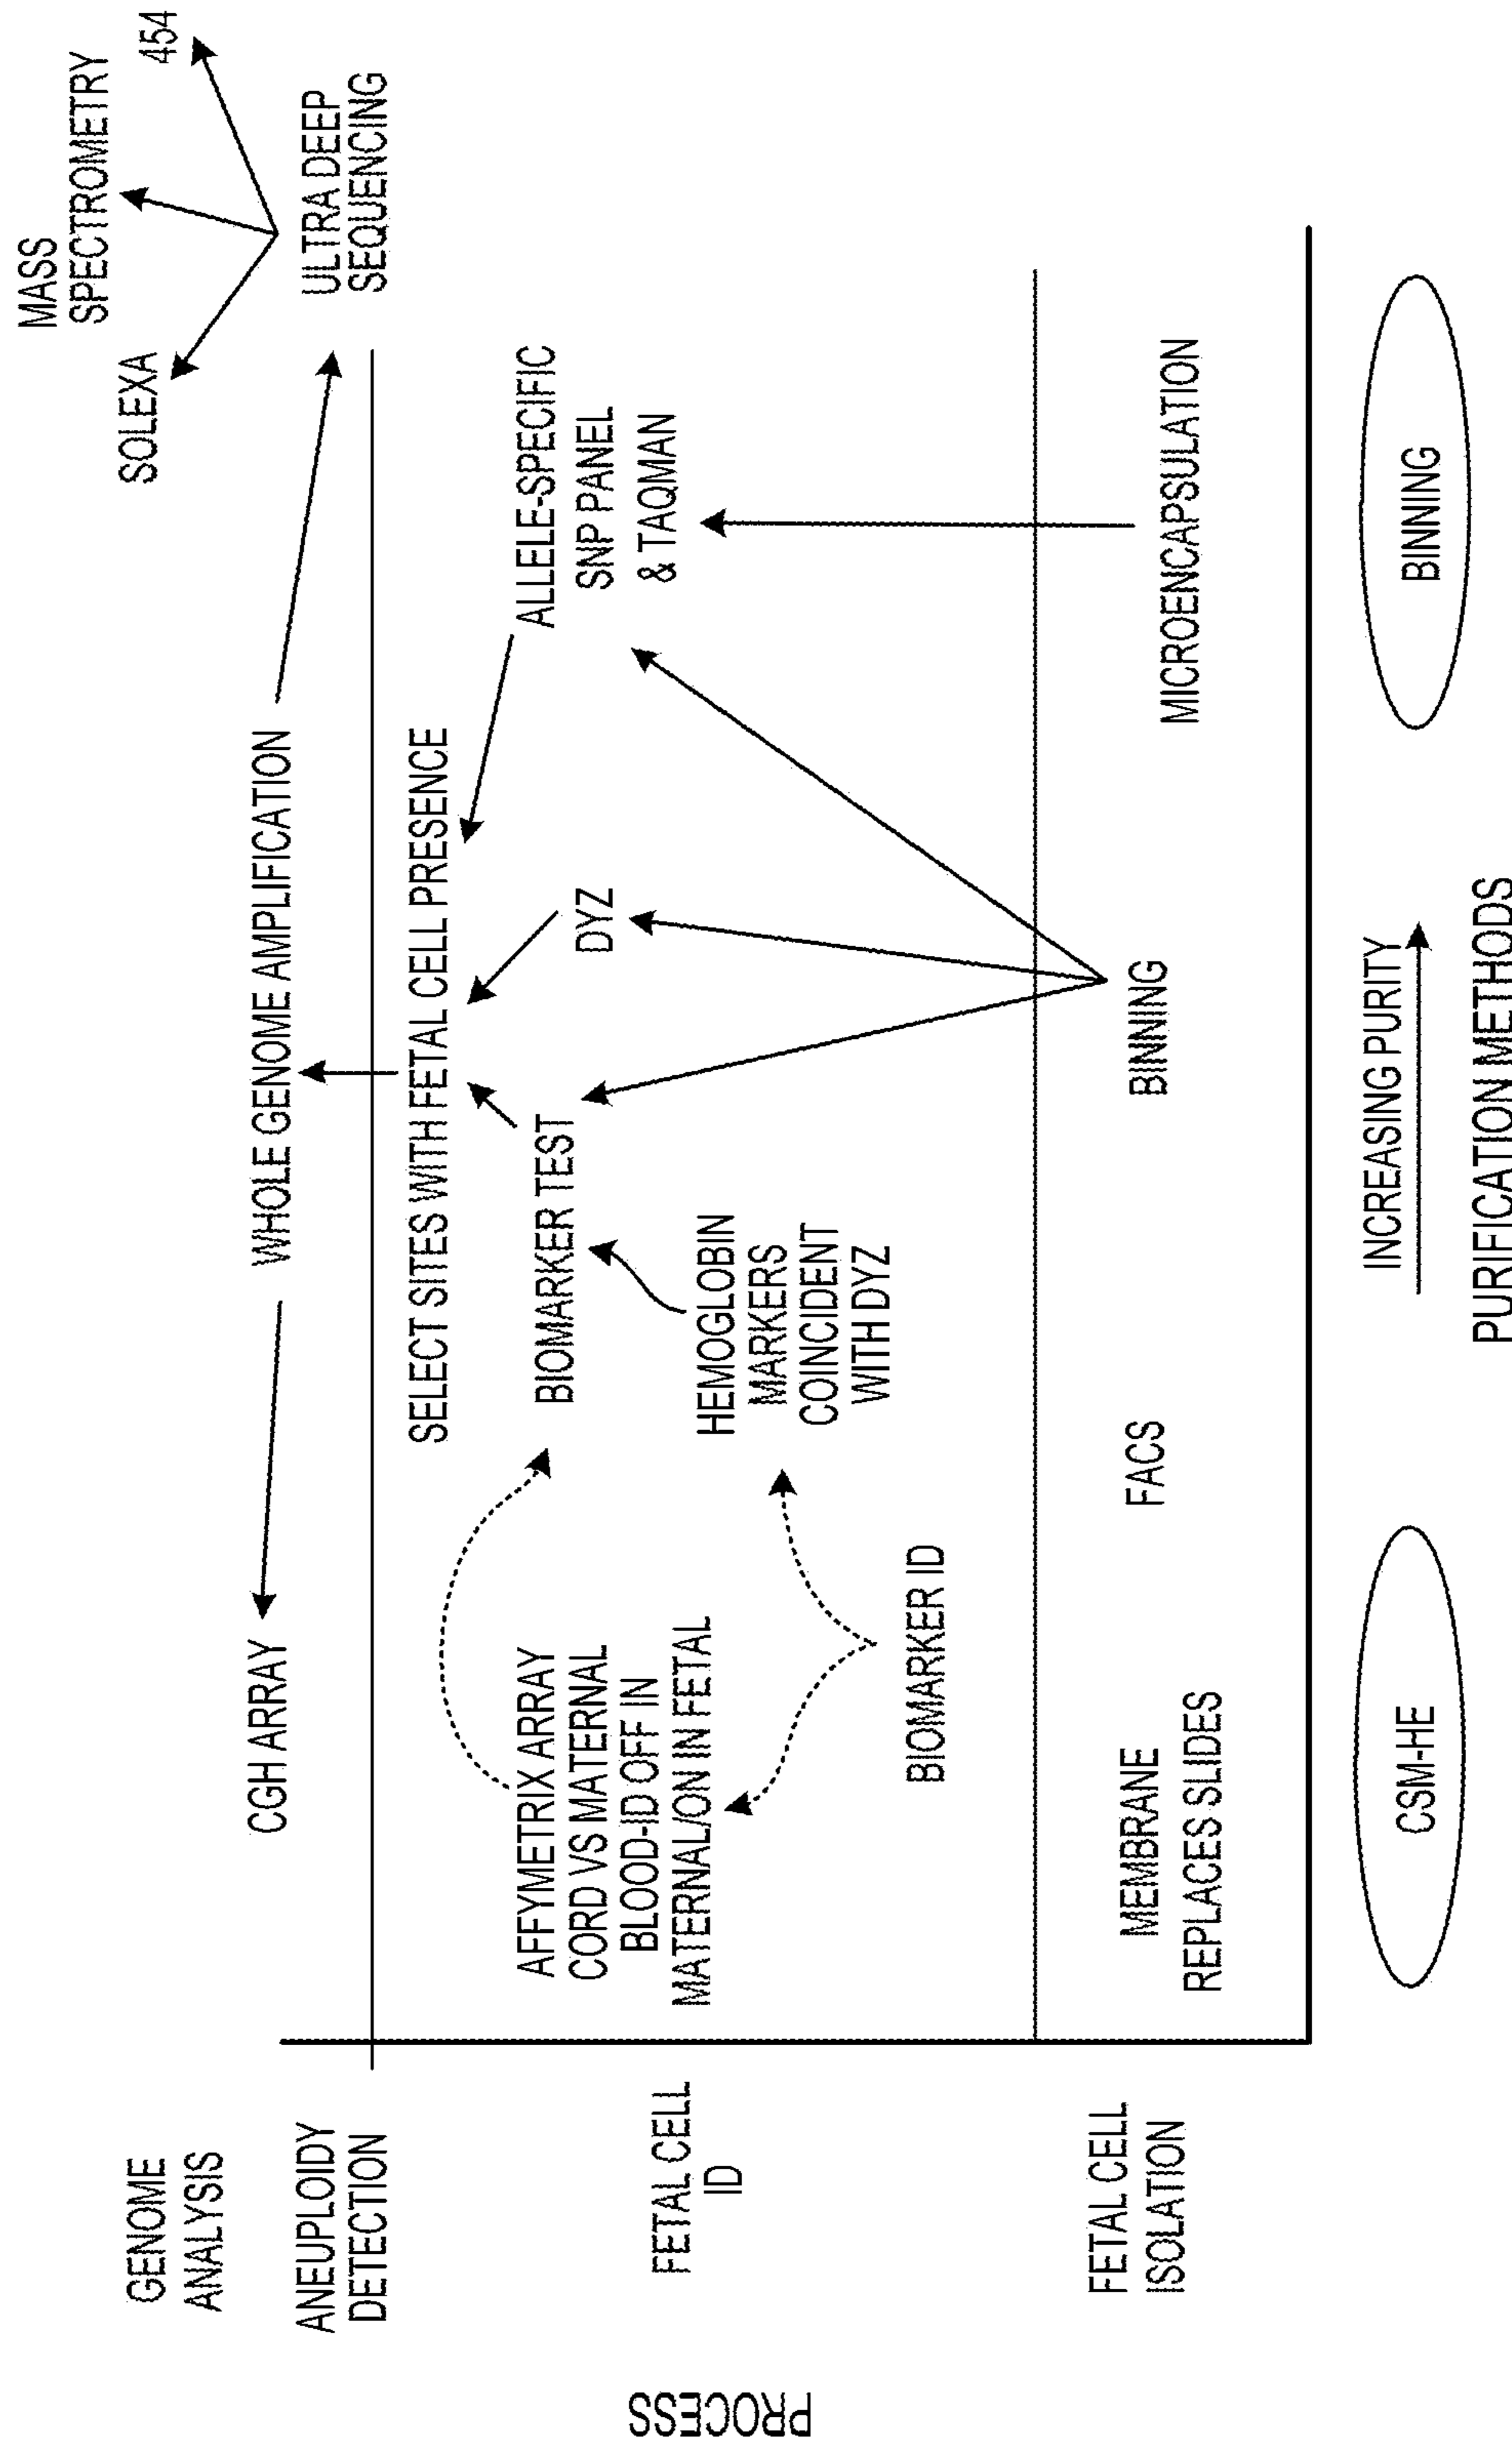 GENOME
ANALYSIS
MASS
SPECTROMETRY
SOLEXA
454
ANEUPLOIDY
DETECTION
CGH ARRAY
WHOLE GENOME AMPLIFICATION
ULTRA DEEP
SEQUENCING
SELECT SITES WITH FETAL CELL PRESENCE
PROCESS
FETAL CELL
ID
AFFYMETRIX ARRAY
CORD VS MATERNAL
BLOOD-ID OFF IN
MATERNAL/ON IN FETAL
BIOMARKER TEST
DYZ
ALLELE-SPECIFIC
SNP PANEL
& TAQMAN
HEMOGLOBIN
MARKERS
COINCIDENT
WITH DYZ
BIOMARKER ID
FETAL CELL
ISOLATION
MEMBRANE
REPLACES SLIDES
FACS
BINNING
MICROENCAPSULATION
CSM-HE
INCREASING PURITY
BINNING
PURIFICATION METHODS